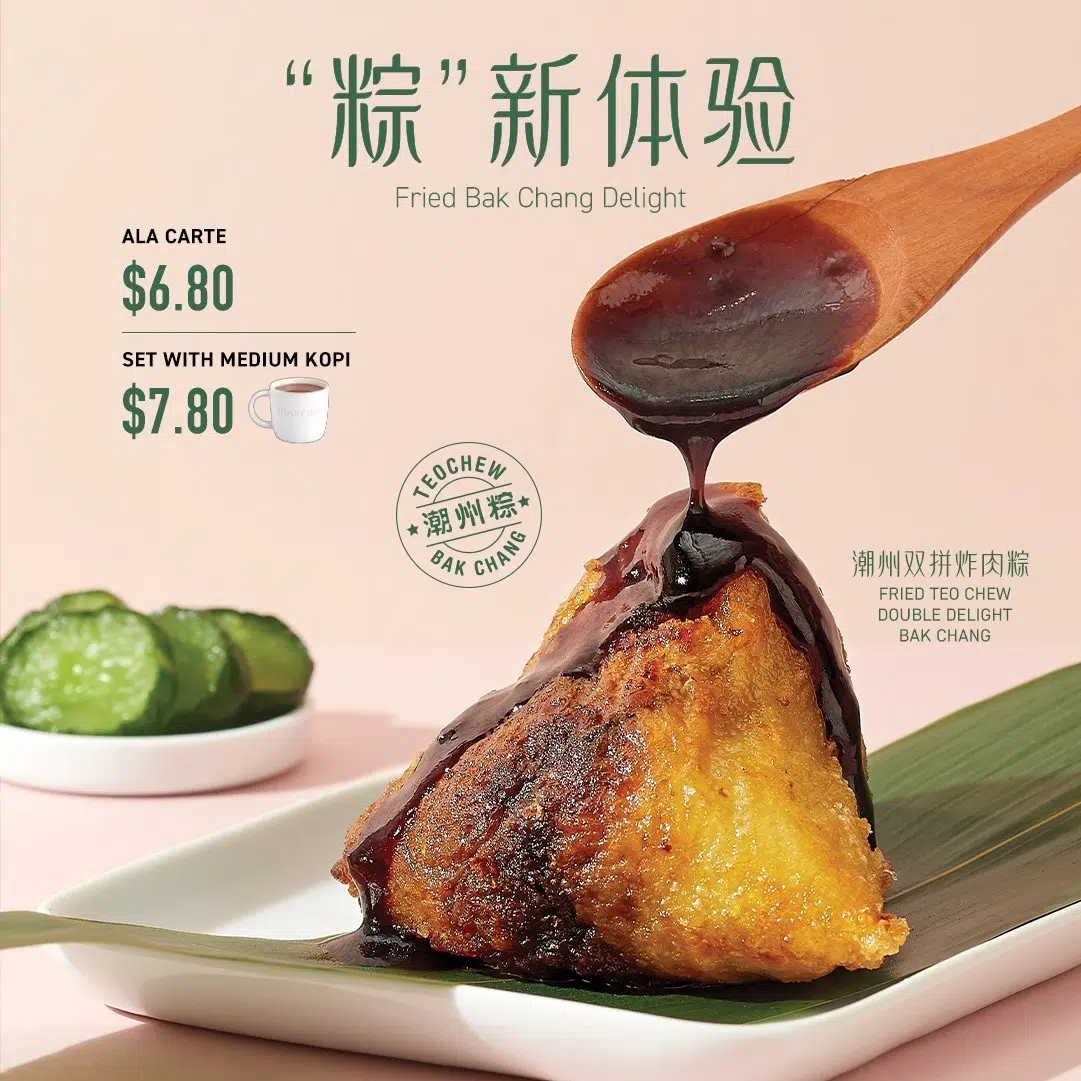 “粽”新体验
Fried Bak Chang Delight
ALA CARTE
$6.80
SET WITH MEDIUM KOPI
$7.80
TEOCHEW
潮州粽
BAK CHANG
潮州双拼炸肉粽
FRIED TEO CHEW
DOUBLE DELIGHT
BAK CHANG